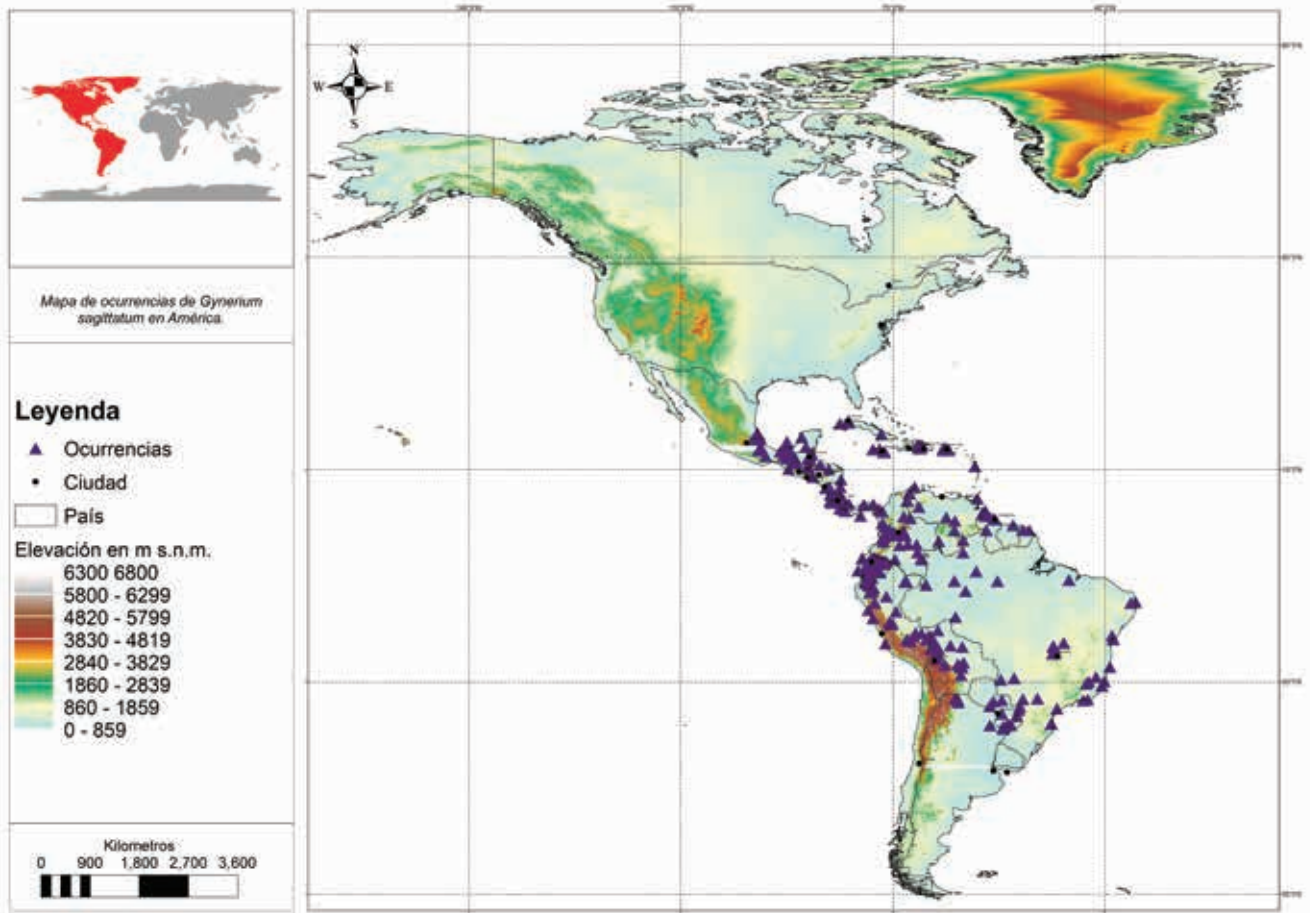 N
W E
S
Mapa de ocurrencias de Gynerium
sagittatum en América.
Leyenda
Ocurrencias
Ciudad
País
Elevación en m s.n.m.
6300 6800
5800 - 6299
4820 - 5799
3830 - 4819
2840 - 3829
1860 - 2839
860 - 1859
0 - 859
Kilometros
0 900 1,800 2,700 3,600